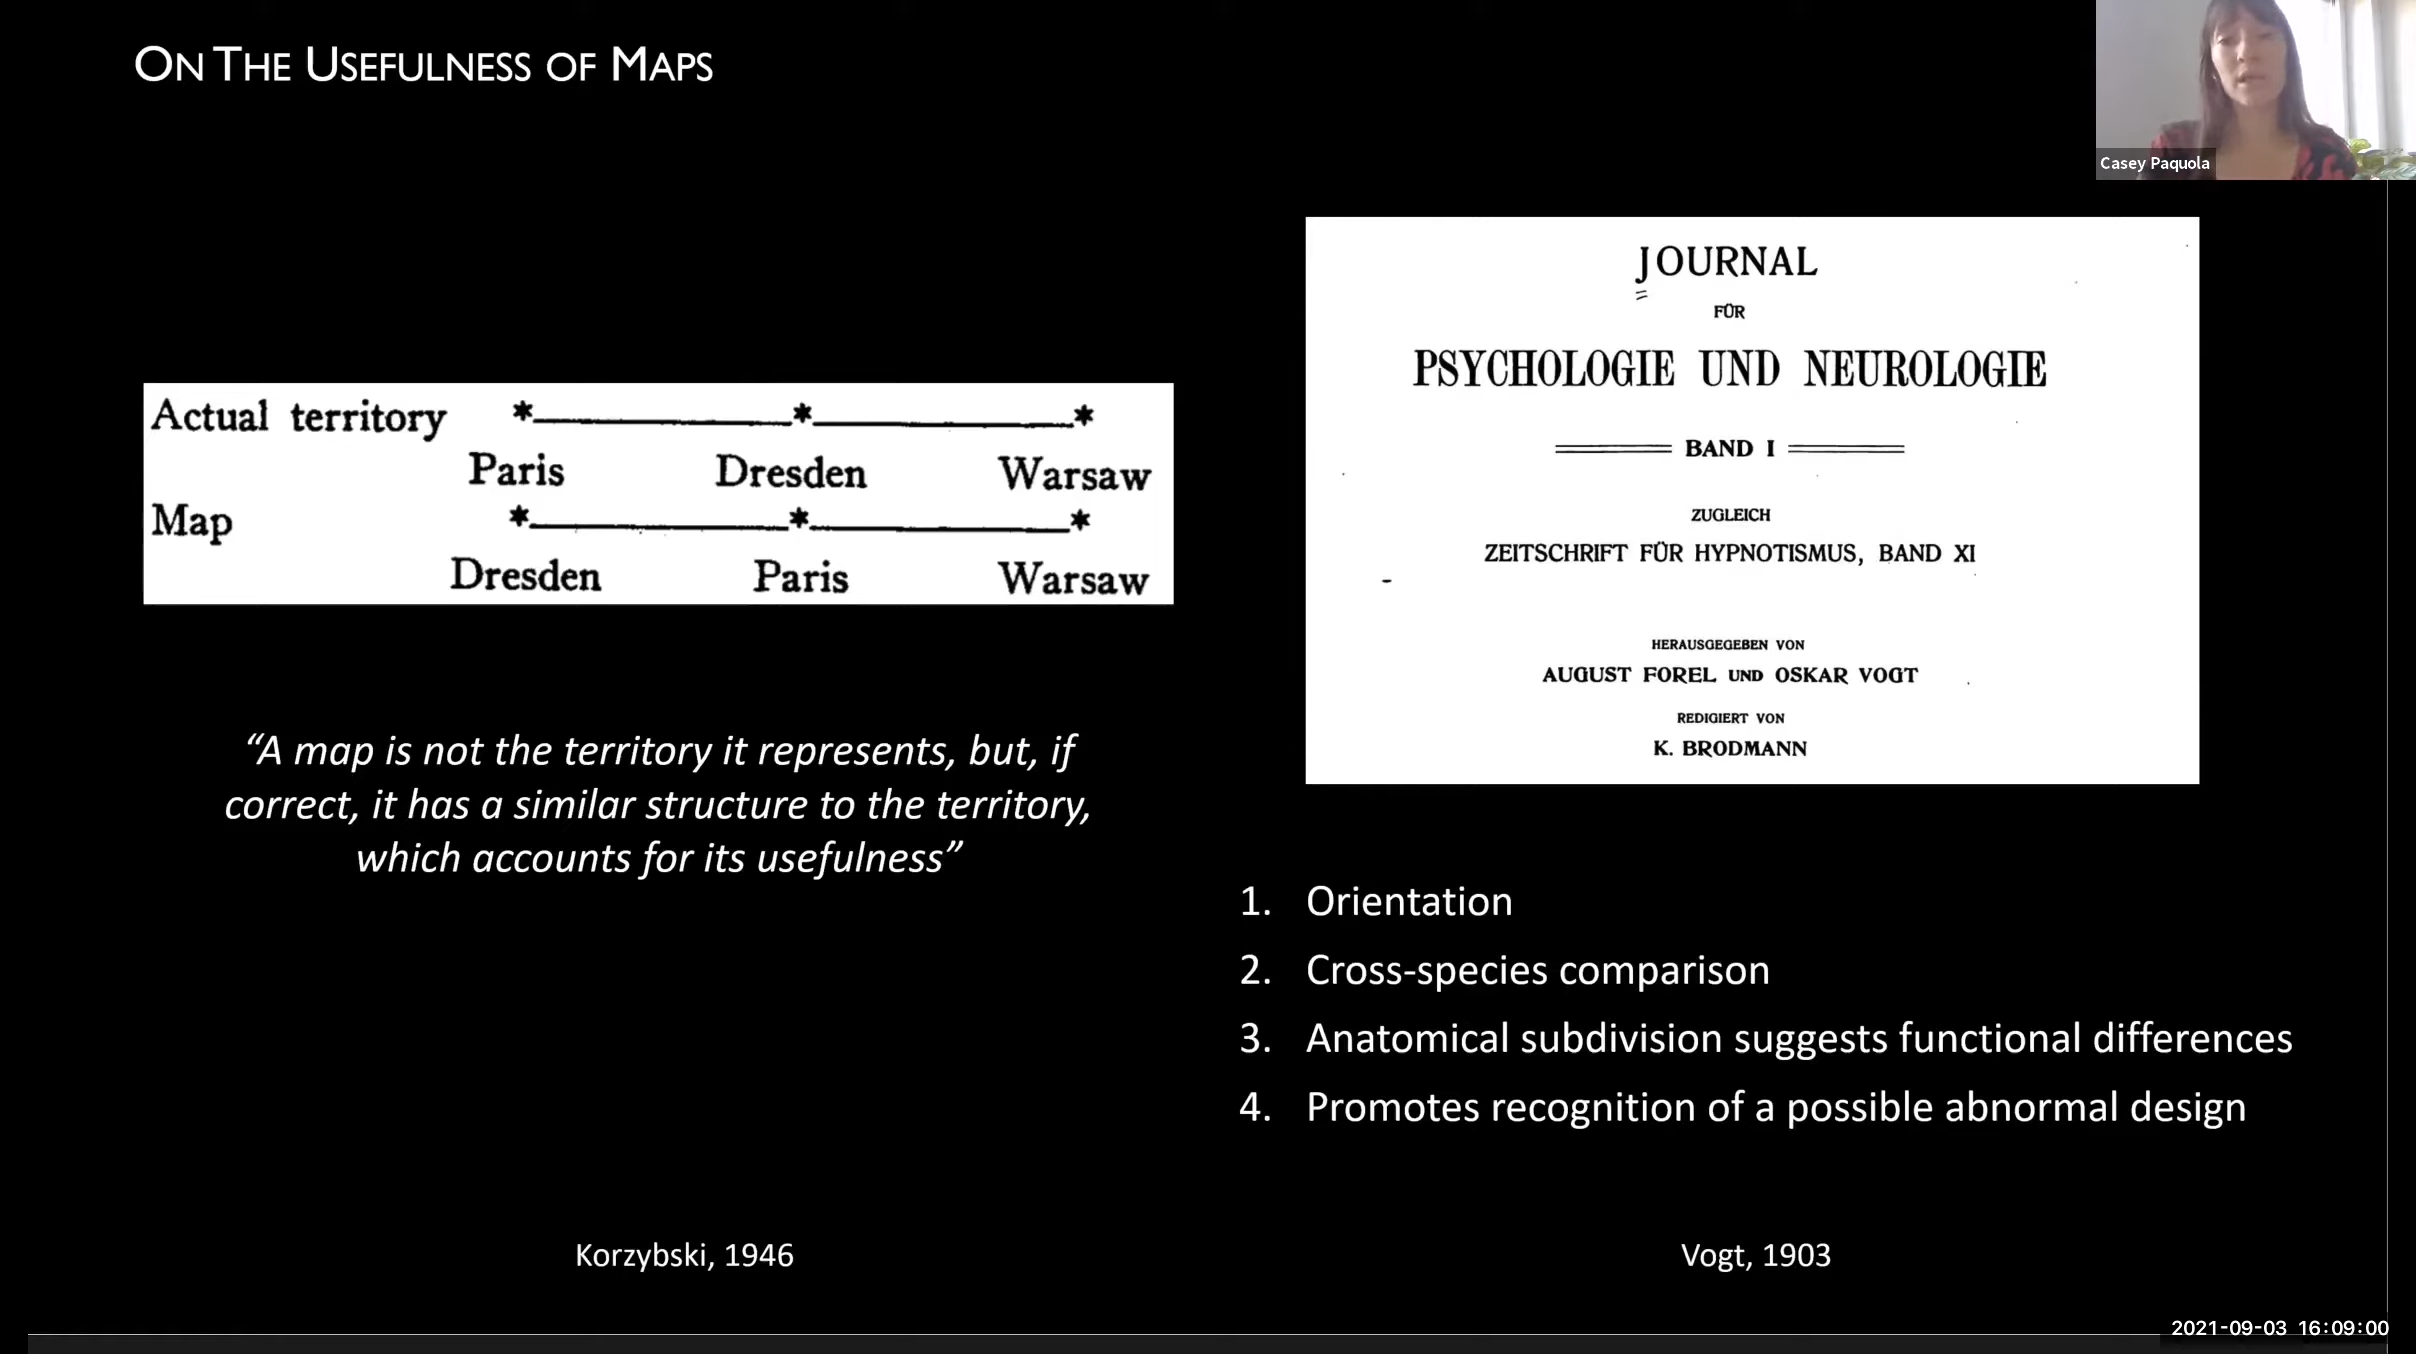 ON THE USEFULNESS OF MAPS
Casey Paquola
Actual territory
Paris Dresden Warsaw
Map
Dresden Paris Warsaw
“A map is not the territory it represents, but, if
correct, it has a similar structure to the territory,
which accounts for its usefulness”
Korzybski, 1946
JOURNAL
FÜR
PSYCHOLOGIE UND NEUROLOGIE
BAND I
ZUGLEICH
ZEITSCHRIFT FÜR HYPNOTISMUS, BAND XI
HERAUSGEGEBEN VON
AUGUST FOREL UND OSKAR VOGT
REDIGIERT VON
K. BRODMANN
1. Orientation
2. Cross-species comparison
3. Anatomical subdivision suggests functional differences
4. Promotes recognition of a possible abnormal design
Vogt, 1903
2021-09-03 16:09:00